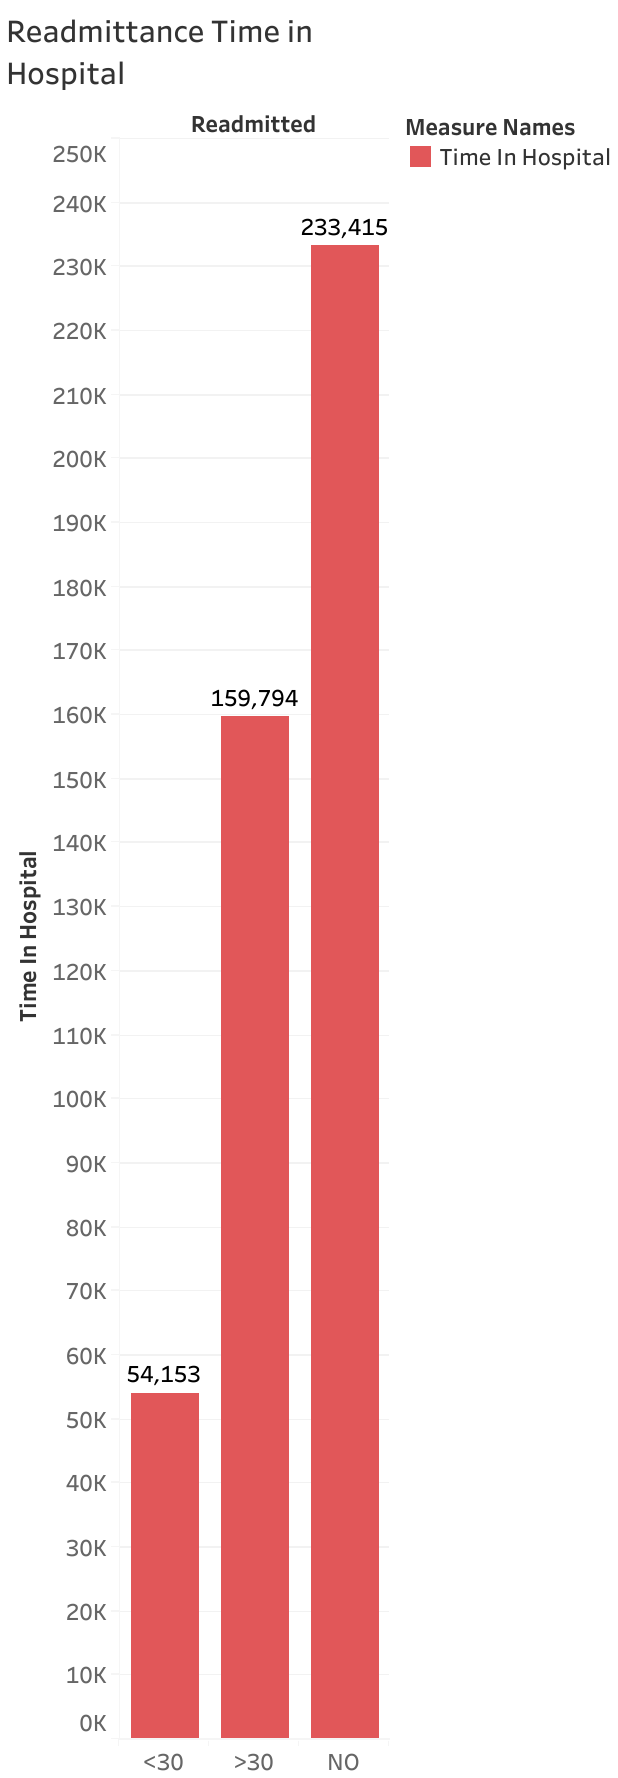 Readmittance Time in
Hospital
Readmitted
Measure Names
Time In Hospital
250K
240K
233,415
230K
220K
210K
200K
190K
180K
170K
159,794
160K
150K
140K
130K
120K
110K
100K
90K
80K
70K
60K
54,153
50K
40K
30K
20K
10K
0K
Time In Hospital
<30
>30
NO